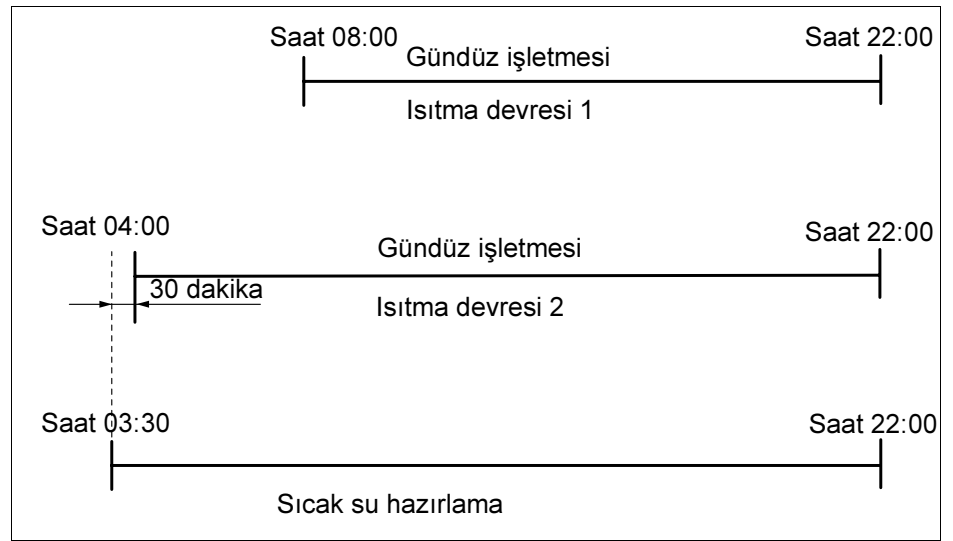 Saat 08:00
Saat 22:00
Gündüz işletmesi
Isıtma devresi 1
Saat 04:00
Saat 22:00
Gündüz işletmesi
30 dakika
Isıtma devresi 2
Saat 03:30
Saat 22:00
Sıcak su hazırlama